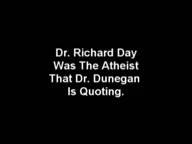 Dr. Richard Day
Was The Atheist
That Dr. Dunegan
Is Quoting.